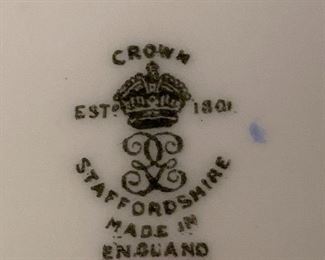 CROWN
ESTD 1801
STAFFORDSHIRE
MADE IN
ENGLAND